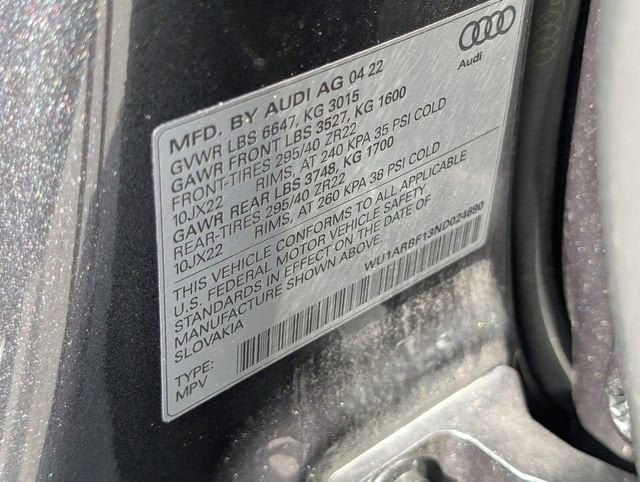 Audi
MFD. BY AUDI AG 04 22
GVWR LBS 6647, KG 3015
GAWR FRONT LBS 3527, KG 1600
FRONT-TIRES 295/40 ZR22
10JX22 RIMS, AT 240 KPA 35 PSI COLD
GAWR REAR LBS 3748, KG 1700
REAR-TIRES 295/40 ZR22
10JX22 RIMS, AT 260 KPA 38 PSI COLD
THIS VEHICLE CONFORMS TO ALL APPLICABLE
U.S. FEDERAL MOTOR VEHICLE SAFETY
STANDARDS IN EFFECT ON THE DATE OF
MANUFACTURE SHOWN ABOVE.
SLOVAKIA
WU1ARBF13ND024690
TYPE:
MPV